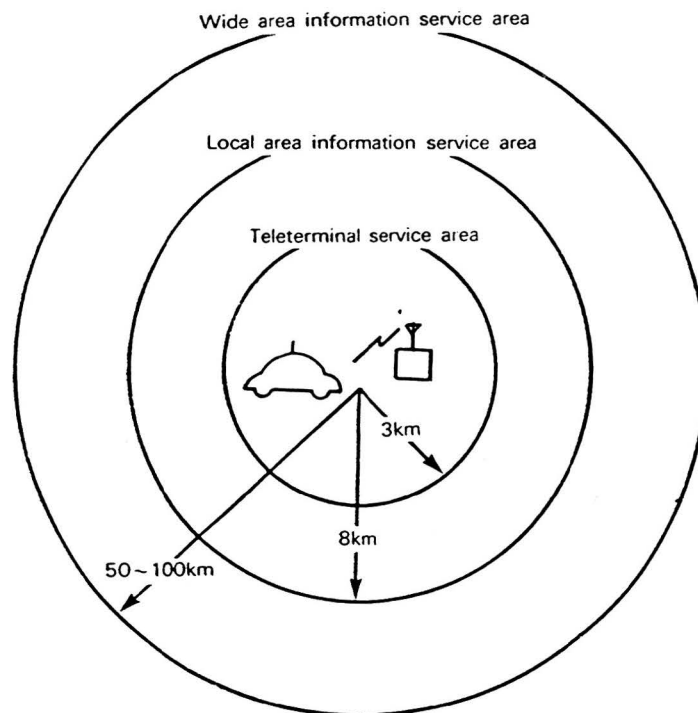 Wide area information service area
Local area information service area
Teleterminal service area
3km
8km
50~100km